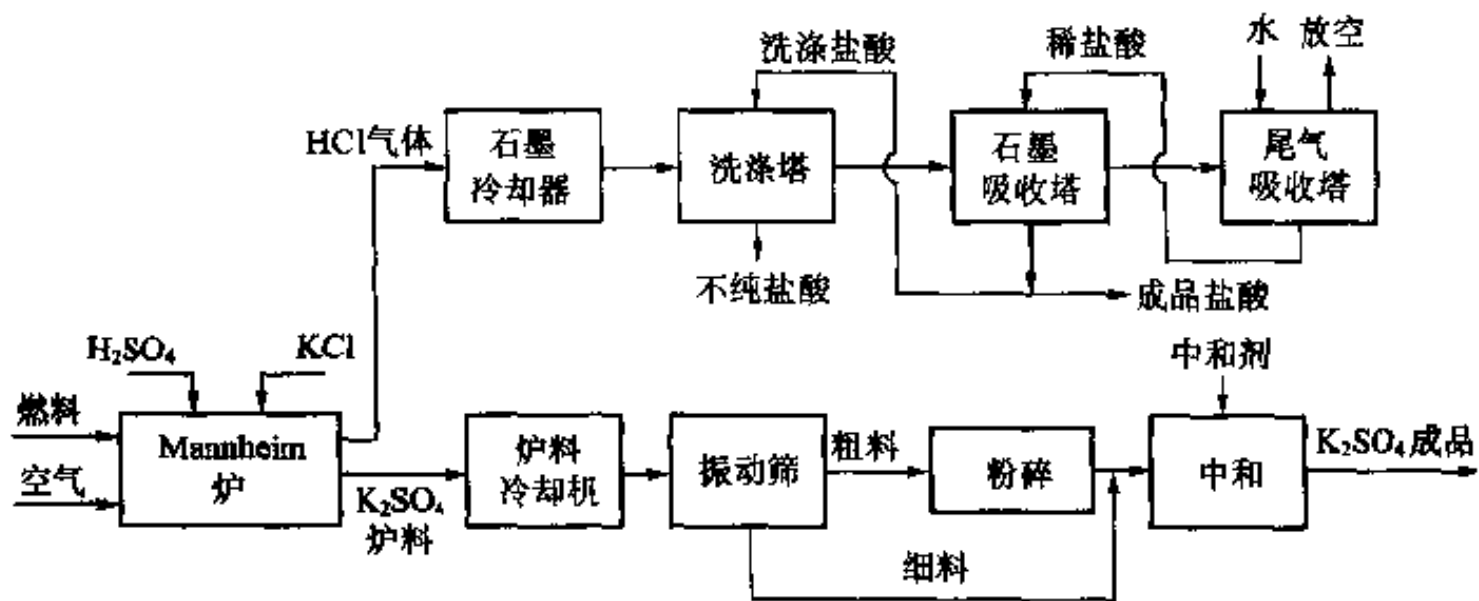 洗涤盐酸
稀盐酸
水
放空
HCl气体
石墨
冷却器
洗涤塔
石墨
吸收塔
尾气
吸收塔
不纯盐酸
成品盐酸
H₂SO₄
KCl
中和剂
燃料
空气
Mannheim
炉
K₂SO₄
炉料
炉料
冷却机
振动筛
粗料
粉碎
中和
K₂SO₄成品
细料